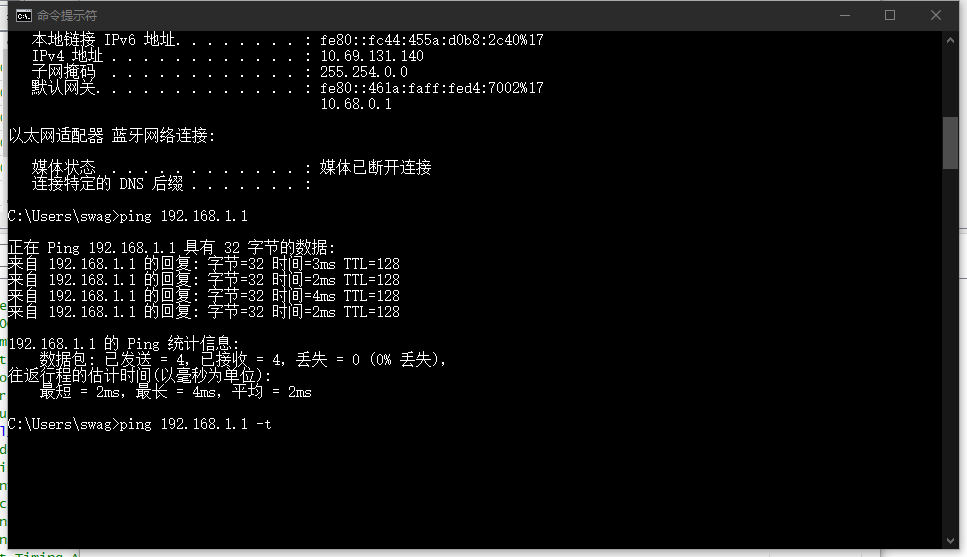 命令提示符
本地链接 IPv6 地址. . . . . . . . : fe80::fc44:455a:d0b8:2c40%17
IPv4 地址 . . . . . . . . . . . . : 10.69.131.140
子网掩码 . . . . . . . . . . . . : 255.254.0.0
默认网关. . . . . . . . . . . . . : fe80::461a:faff:fed4:7002%17
10.68.0.1
以太网适配器 蓝牙网络连接:
媒体状态 . . . . . . . . . . . . : 媒体已断开连接
连接特定的 DNS 后缀 . . . . . . . :
C:\Users\swag>ping 192.168.1.1
正在 Ping 192.168.1.1 具有 32 字节的数据:
来自 192.168.1.1 的回复: 字节=32 时间=3ms TTL=128
来自 192.168.1.1 的回复: 字节=32 时间=2ms TTL=128
来自 192.168.1.1 的回复: 字节=32 时间=4ms TTL=128
来自 192.168.1.1 的回复: 字节=32 时间=2ms TTL=128
192.168.1.1 的 Ping 统计信息:
数据包: 已发送 = 4，已接收 = 4，丢失 = 0 (0% 丢失)，
往返行程的估计时间(以毫秒为单位):
最短 = 2ms，最长 = 4ms，平均 = 2ms
C:\Users\swag>ping 192.168.1.1 -t